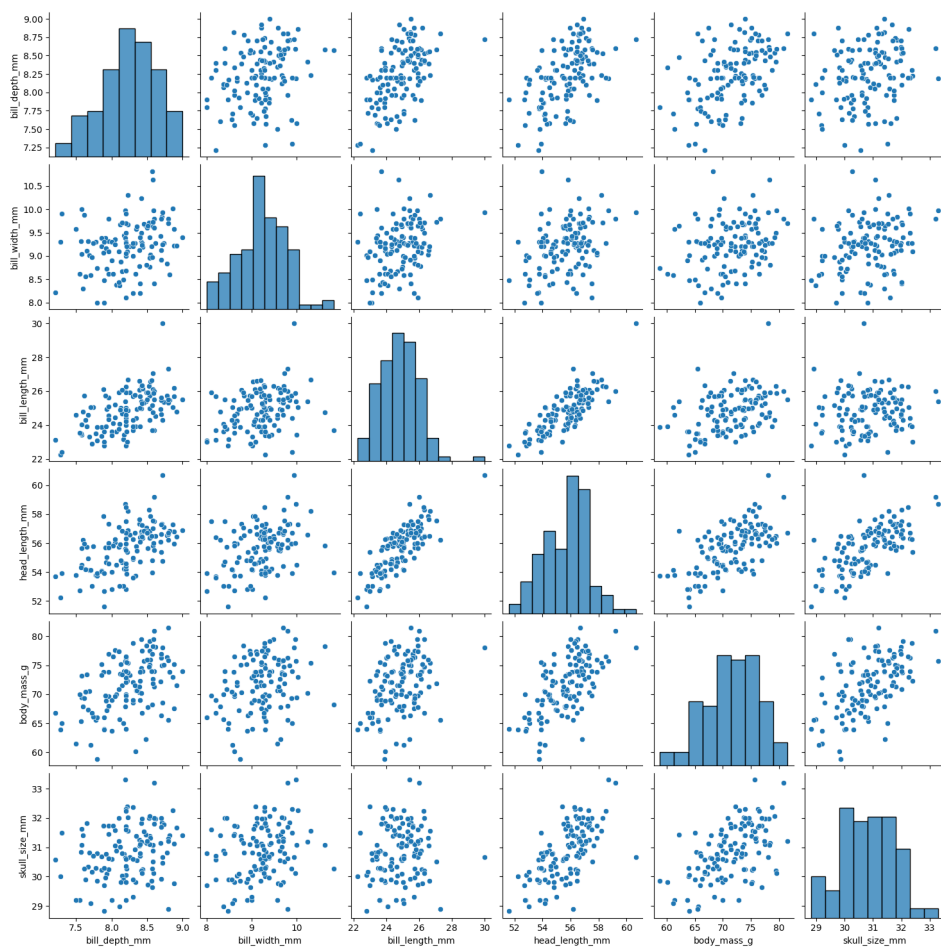 9.00
8.75
8.50
8.25
8.00
7.75
7.50
7.25
bill_depth_mm
10.5
10.0
9.5
9.0
8.5
8.0
bill_width_mm
30
28
26
24
22
bill_length_mm
60
58
56
54
52
head_length_mm
80
75
70
65
60
body_mass_g
33
32
31
30
29
skull_size_mm
7.5 8.0 8.5 9.0
bill_depth_mm
8 9 10
bill_width_mm
22 24 26 28 30
bill_length_mm
52 54 56 58 60
head_length_mm
60 65 70 75 80
body_mass_g
29 30 31 32 33
skull_size_mm